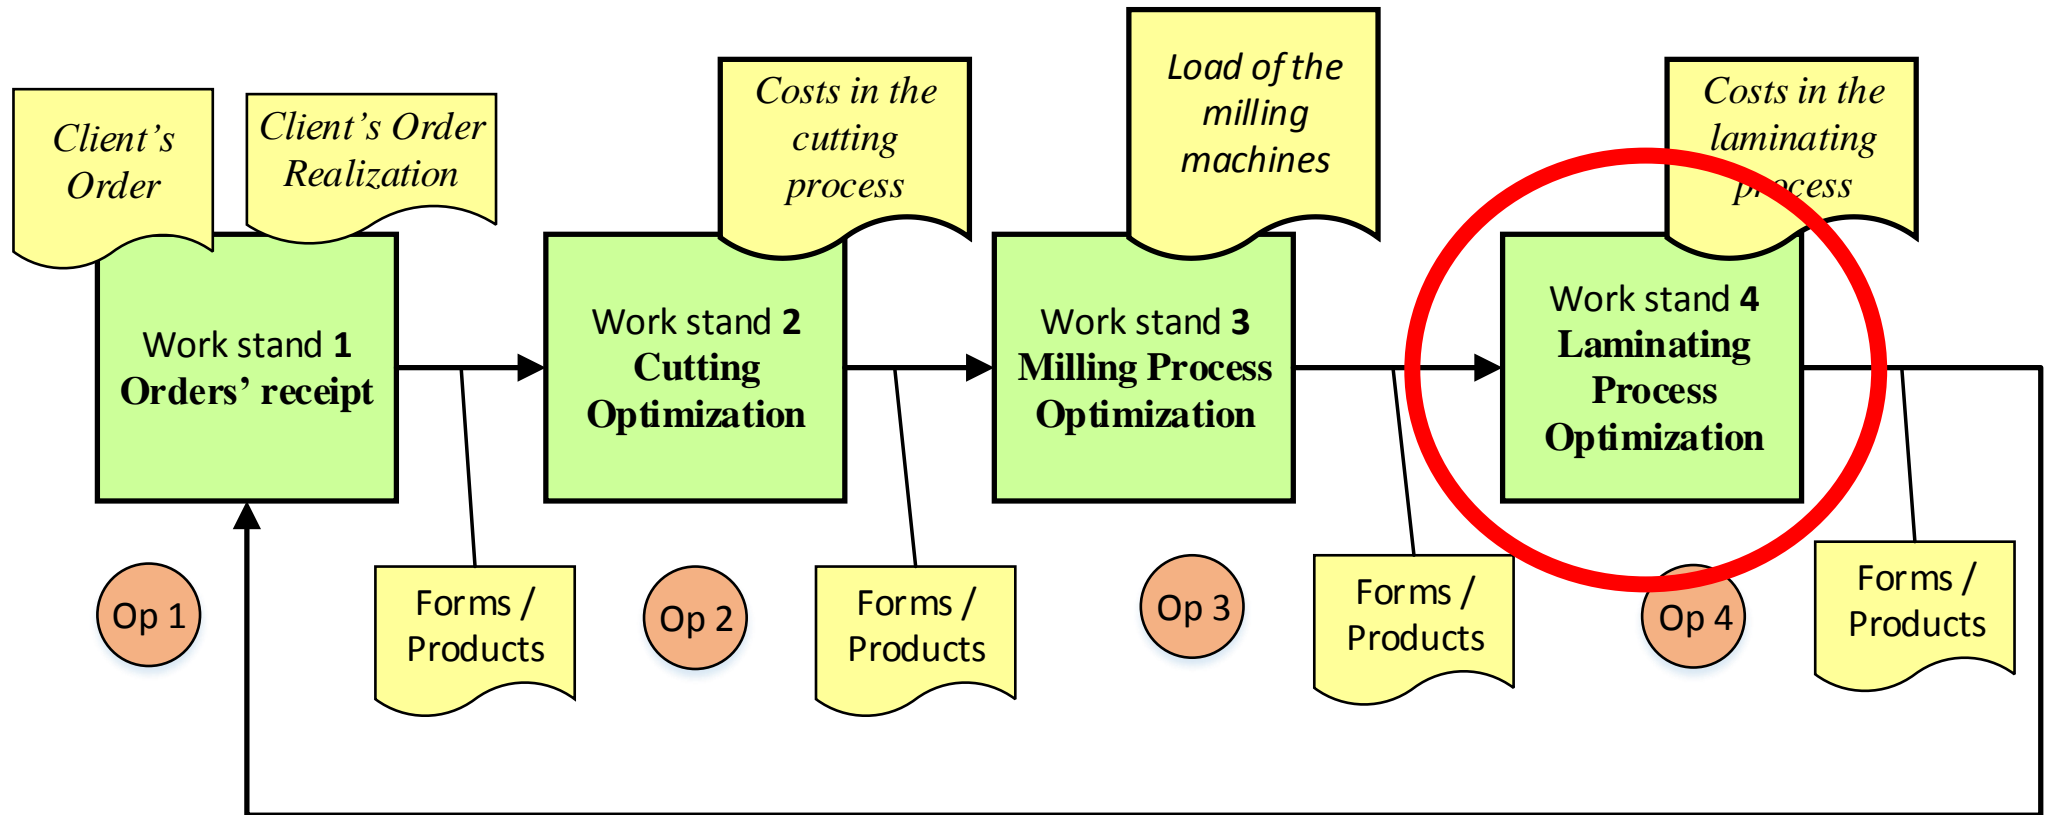 Client’s
Order
Client’s Order
Realization
Costs in the
cutting
process
Load of the
milling
machines
Costs in the
laminating
process
Work stand 1
Orders’ receipt
Work stand 2
Cutting
Optimization
Work stand 3
Milling Process
Optimization
Work stand 4
Laminating
Process
Optimization
Op 1
Forms /
Products
Op 2
Forms /
Products
Op 3
Forms /
Products
Op 4
Forms /
Products